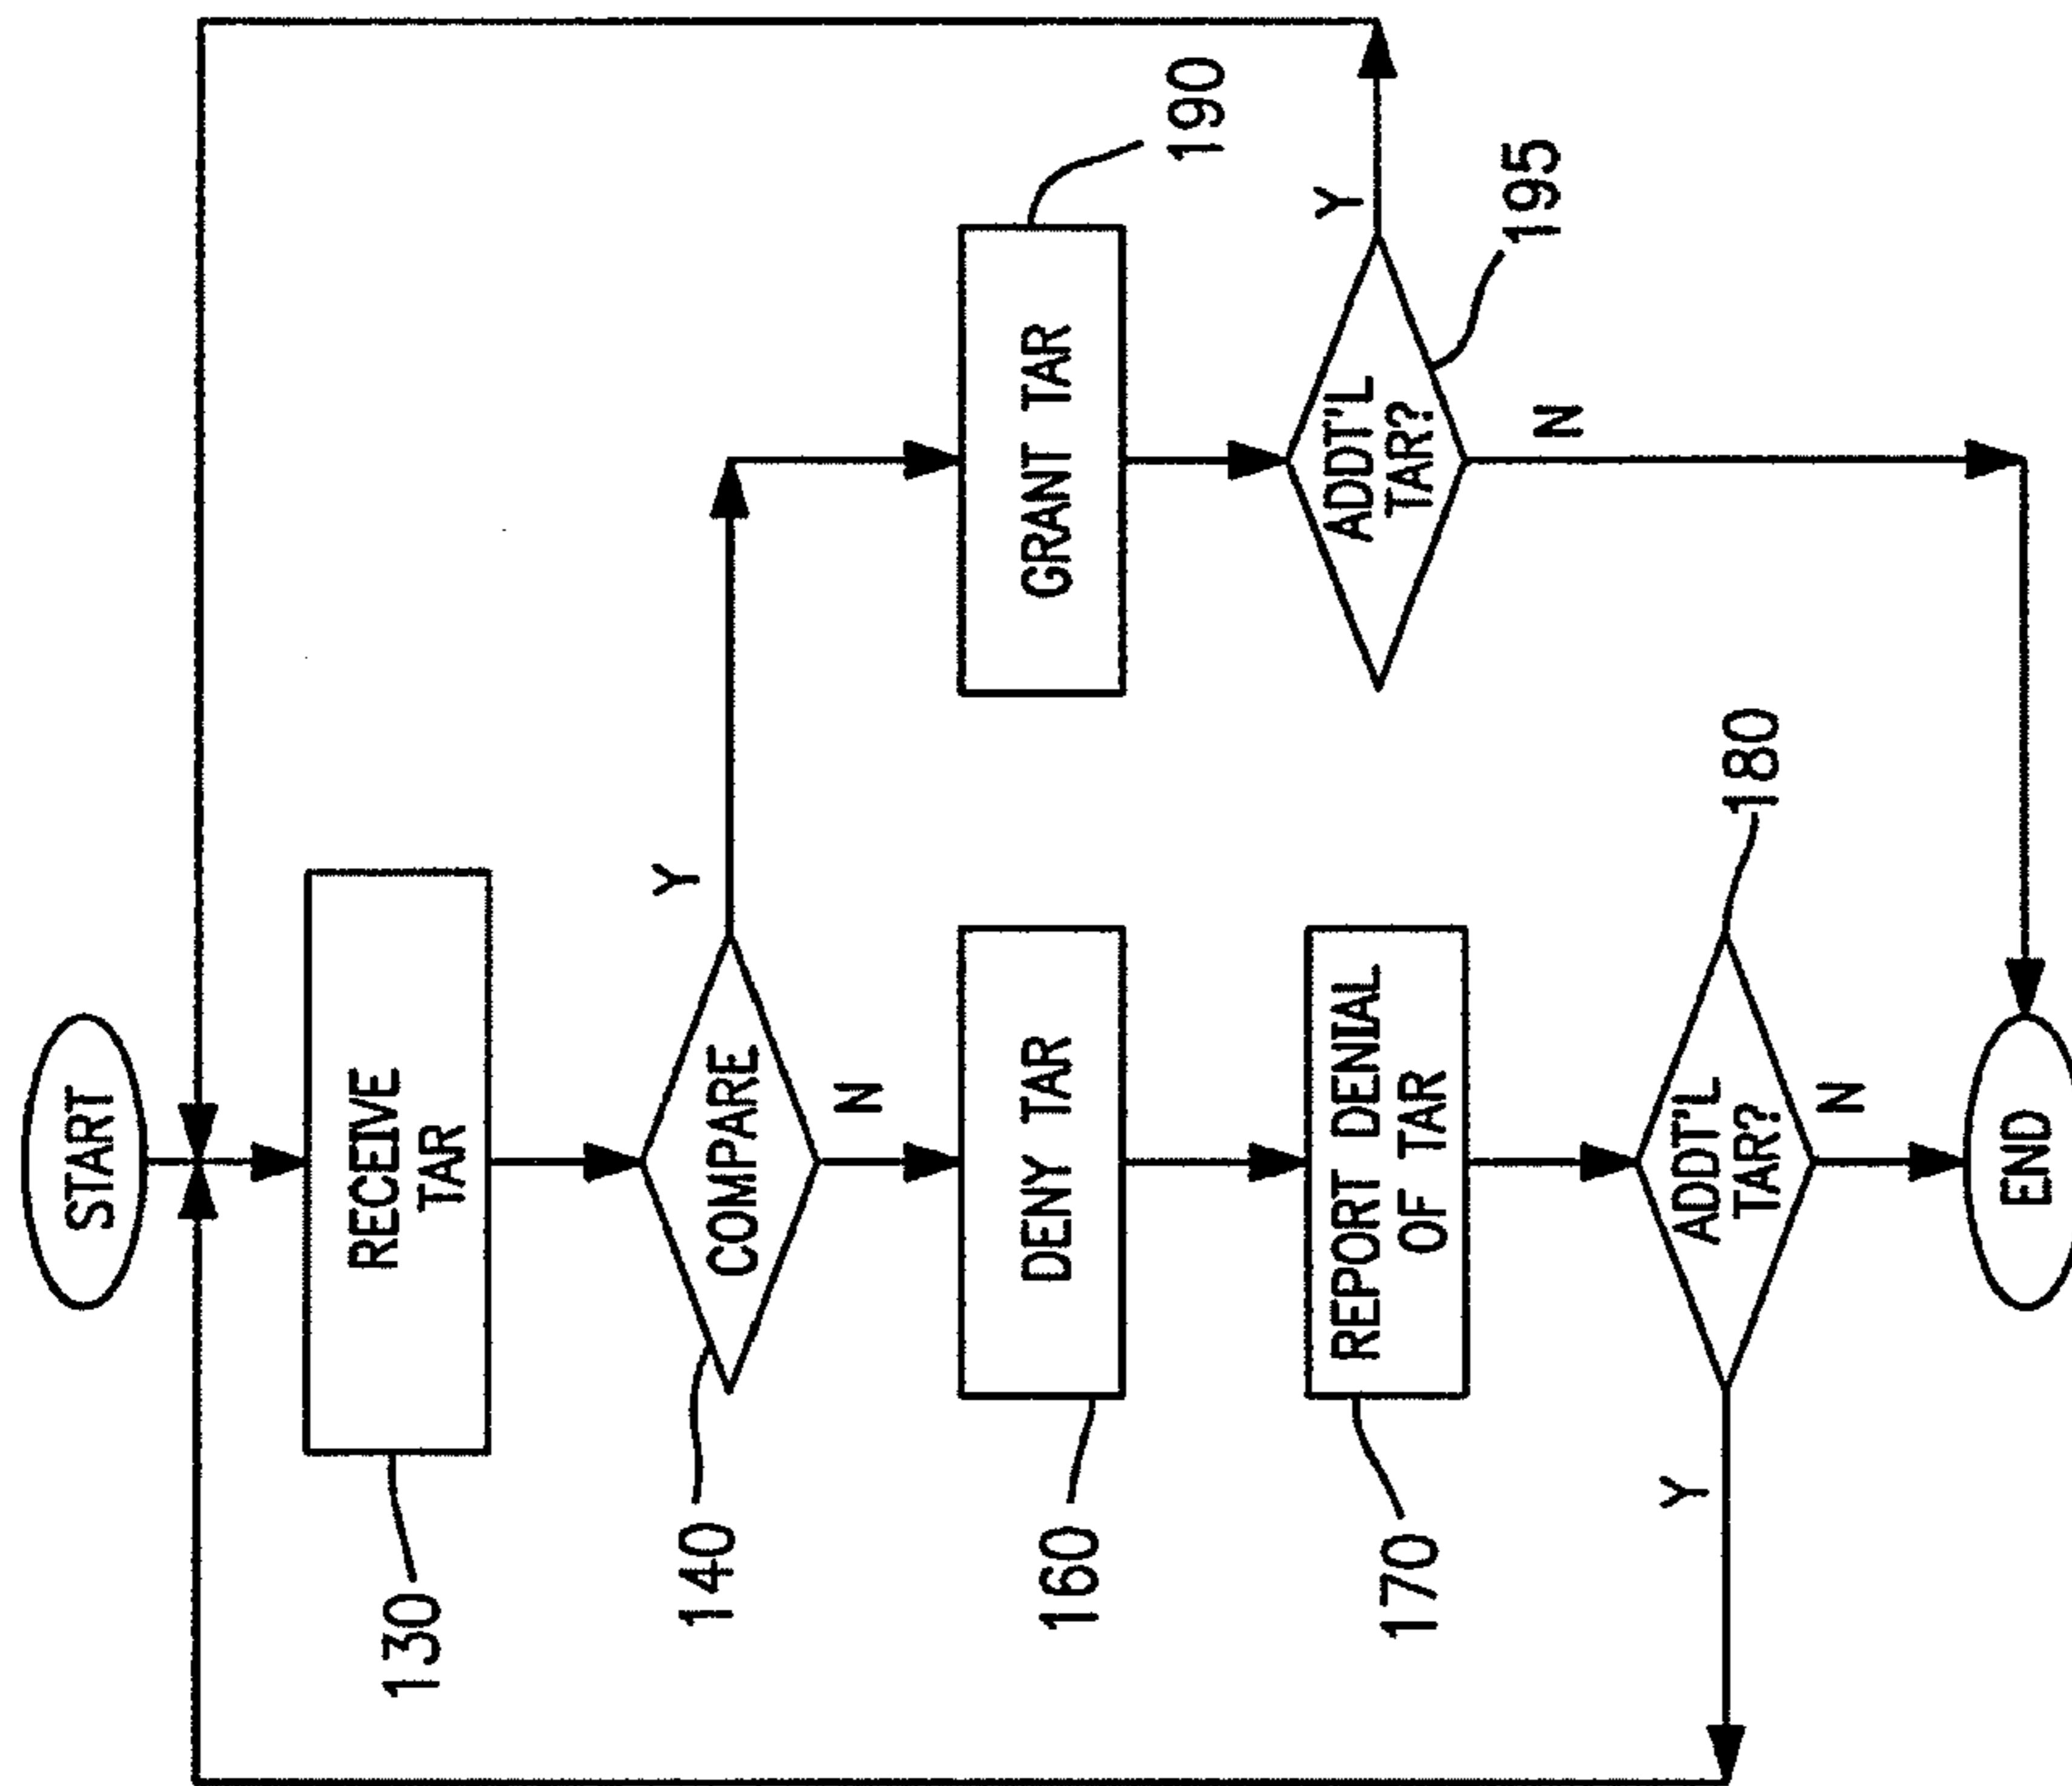 START
130
RECEIVE
TAR
140
COMPARE
Y
N
160
DENY TAR
GRANT TAR
190
170
REPORT DENIAL
OF TAR
ADDT'L
TAR?
195
Y
N
ADDT'L
TAR?
180
Y
N
END